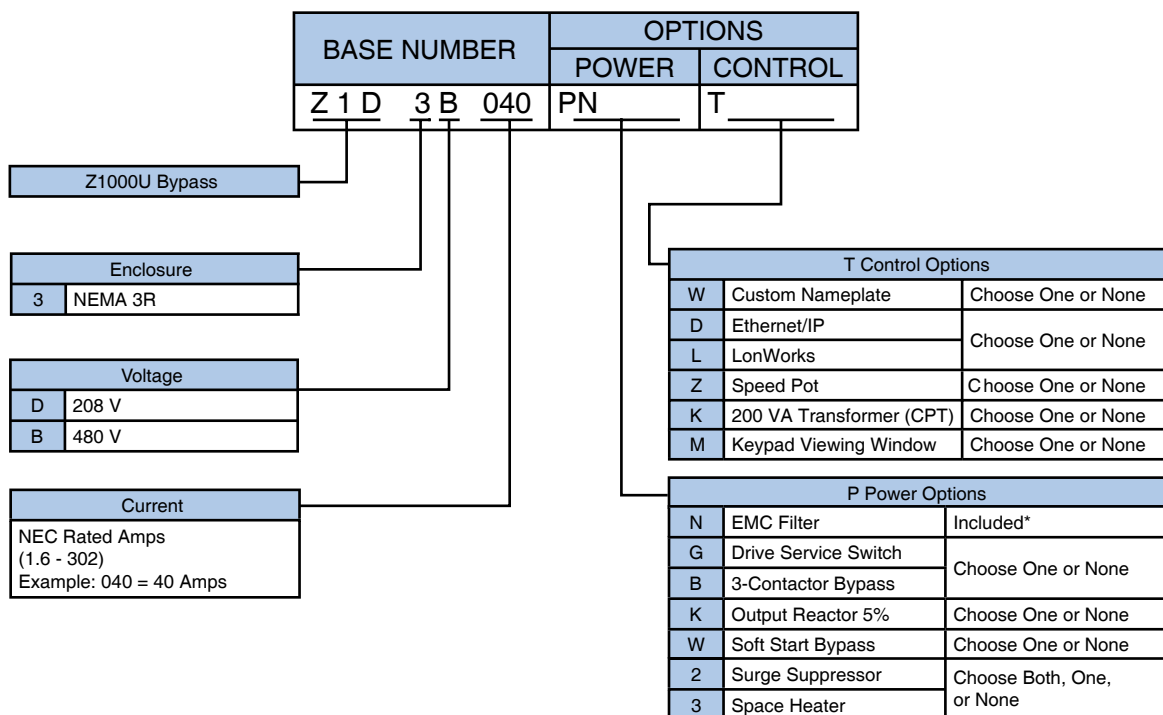 BASE NUMBER
OPTIONS
POWER
CONTROL
Z 1 D 3 B 040 PN T
Z1000U Bypass
Enclosure
3 NEMA 3R
Voltage
D 208 V
B 480 V
Current
NEC Rated Amps
(1.6 - 302)
Example: 040 = 40 Amps
T Control Options
W Custom Nameplate Choose One or None
D Ethernet/IP Choose One or None
L LonWorks
Z Speed Pot Choose One or None
K 200 VA Transformer (CPT) Choose One or None
M Keypad Viewing Window Choose One or None
P Power Options
N EMC Filter Included*
G Drive Service Switch Choose One or None
B 3-Contactor Bypass
K Output Reactor 5% Choose One or None
W Soft Start Bypass Choose One or None
2 Surge Suppressor Choose Both, One,
or None
3 Space Heater